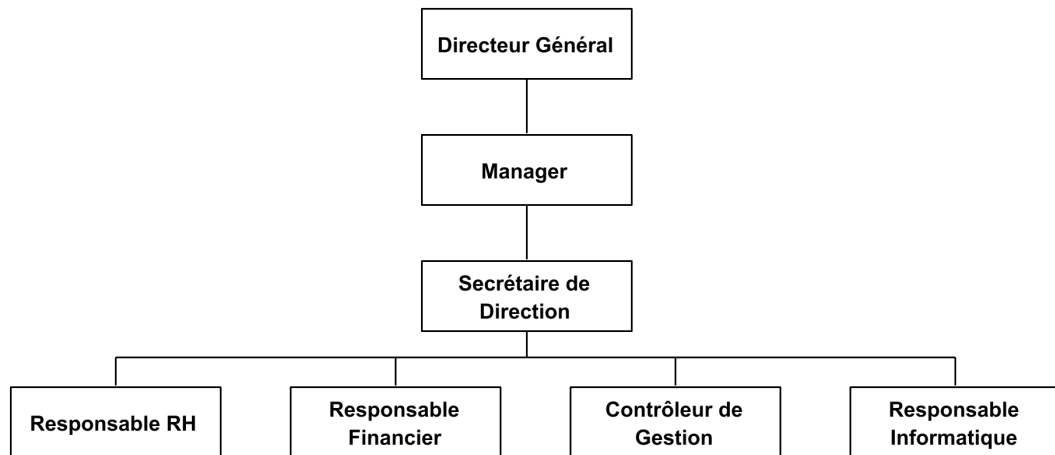 Directeur Général
Manager
Secrétaire de
Direction
Responsable RH
Responsable
Financier
Contrôleur de
Gestion
Responsable
Informatique